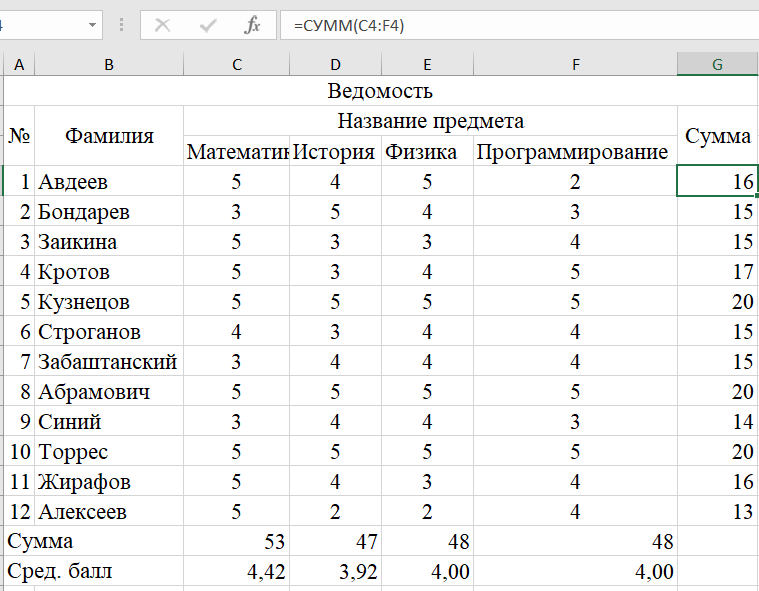 =СУММ(C4:F4)
A B C D E F G
Ведомость
№ Фамилия Название предмета Сумма
Математик История Физика Программирование
1 Авдеев 5 4 5 2 16
2 Бондарев 3 5 4 3 15
3 Заикина 5 3 3 4 15
4 Кротов 5 3 4 5 17
5 Кузнецов 5 5 5 5 20
6 Строганов 4 3 4 4 15
7 Забаштанский 3 4 4 4 15
8 Абрамович 5 5 5 5 20
9 Синий 3 4 4 3 14
10 Торрес 5 5 5 5 20
11 Жирафов 5 4 3 4 16
12 Алексеев 5 2 2 4 13
Сумма 53 47 48 48
Сред. балл 4,42 3,92 4,00 4,00